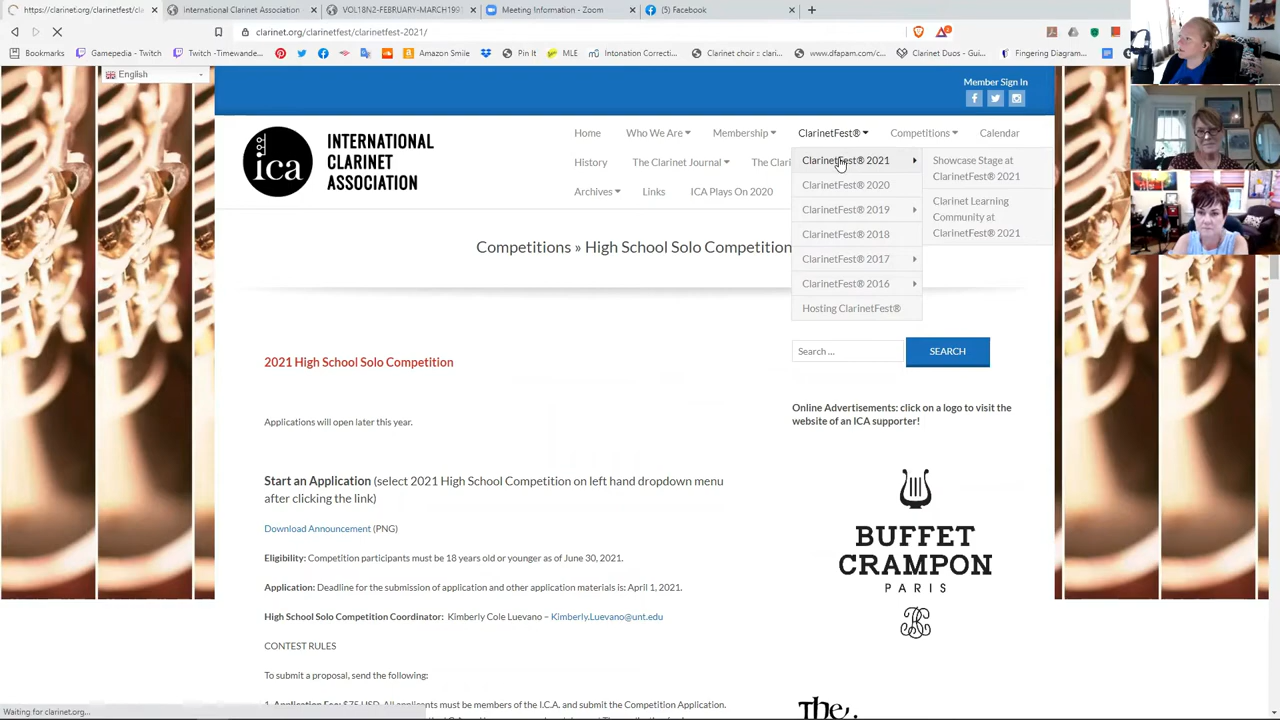 https://clarinet.org/clarinetfest/cl
International Clarinet Association
VOL18N2-FEBRUARY-MARCH199
Meeting Information - Zoom
(5) Facebook
clarinet.org/clarinetfest/clarinetfest-2021/
Bookmarks
Gamepedia - Twitch
Twitch -Timewande...
Pin It
MLE
Intonation Correcti...
Clarinet choir :: clari...
Amazon Smile
www.dfapam.com/c...
Clarinet Duos - Gui...
Fingering Diagram...
English
Member Sign In
ica
INTERNATIONAL
CLARINET
ASSOCIATION
Home
Who We Are
Membership
ClarinetFest®
Competitions
Calendar
History
The Clarinet Journal
The Clari
Archives
Links
ICA Plays On 2020
ClarinetFest® 2021
ClarinetFest® 2020
ClarinetFest® 2019
ClarinetFest® 2018
ClarinetFest® 2017
ClarinetFest® 2016
Hosting ClarinetFest®
Showcase Stage at
ClarinetFest® 2021
Clarinet Learning
Community at
ClarinetFest® 2021
Competitions » High School Solo Competition
2021 High School Solo Competition
Applications will open later this year.
Start an Application (select 2021 High School Competition on left hand dropdown menu
after clicking the link)
Download Announcement (PNG)
Eligibility: Competition participants must be 18 years old or younger as of June 30, 2021.
Application: Deadline for the submission of application and other application materials is: April 1, 2021.
High School Solo Competition Coordinator: Kimberly Cole Luevano – Kimberly.Luevano@unt.edu
CONTEST RULES
To submit a proposal, send the following:
1. Application Fee: $75 USD. All applicants must be members of the I.C.A. and submit the Competition Application.
Search ...
SEARCH
Online Advertisements: click on a logo to visit the
website of an ICA supporter!
BUFFET
CRAMPON
PARIS
The
Waiting for clarinet.org...